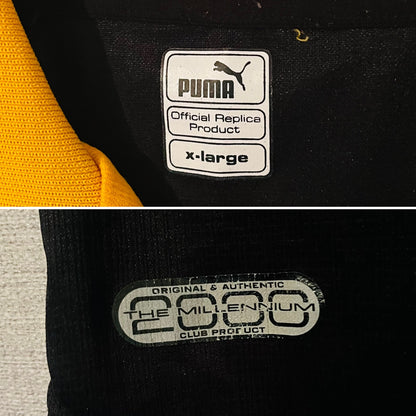 PUMA
Official Replica
Product
x-large
ORIGINAL & AUTHENTIC
2000
THE MILLENNIUM
CLUB PRODUCT